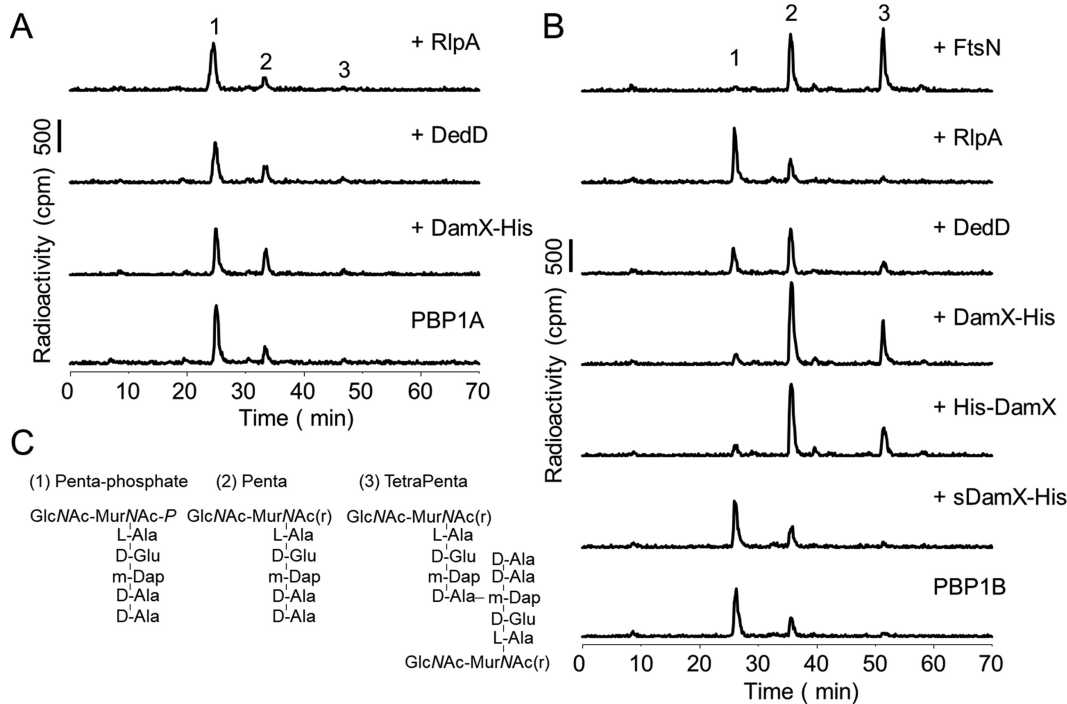 A
1
2
3
+ RlpA
+ DedD
+ DamX-His
PBP1A
500
Radioactivity (cpm)
0 10 20 30 40 50 60 70
Time ( min)
B
1
2
3
+ FtsN
+ RlpA
+ DedD
+ DamX-His
+ His-DamX
+ sDamX-His
PBP1B
500
Radioactivity (cpm)
0 10 20 30 40 50 60 70
Time ( min)
C
(1) Penta-phosphate
GlcNAc-MurNAc-P
L-Ala
D-Glu
m-Dap
D-Ala
D-Ala
(2) Penta
GlcNAc-MurNAc(r)
L-Ala
D-Glu
m-Dap
D-Ala
D-Ala
(3) TetraPenta
GlcNAc-MurNAc(r)
L-Ala
D-Glu D-Ala
m-Dap D-Ala
D-Ala– m-Dap
D-Glu
L-Ala
GlcNAc-MurNAc(r)